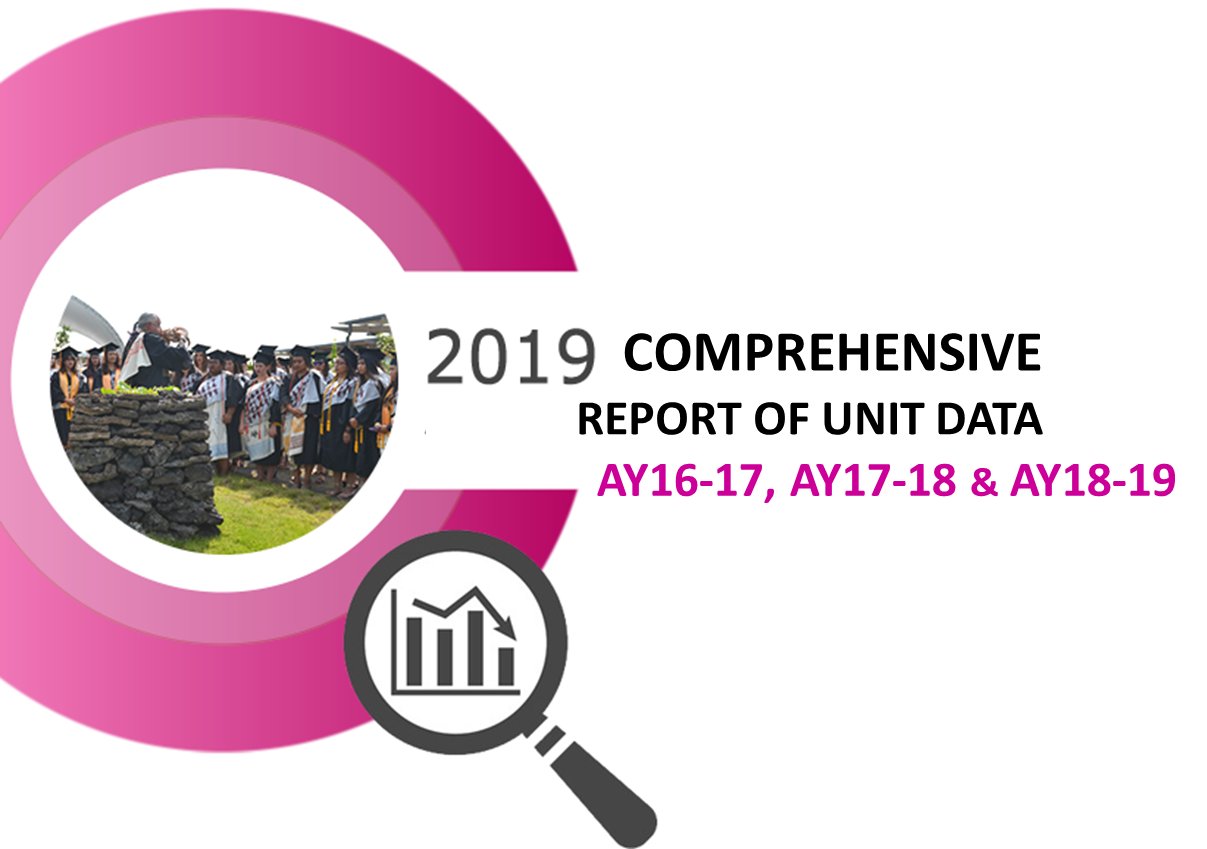 2019 COMPREHENSIVE
REPORT OF UNIT DATA
AY16-17, AY17-18 & AY18-19